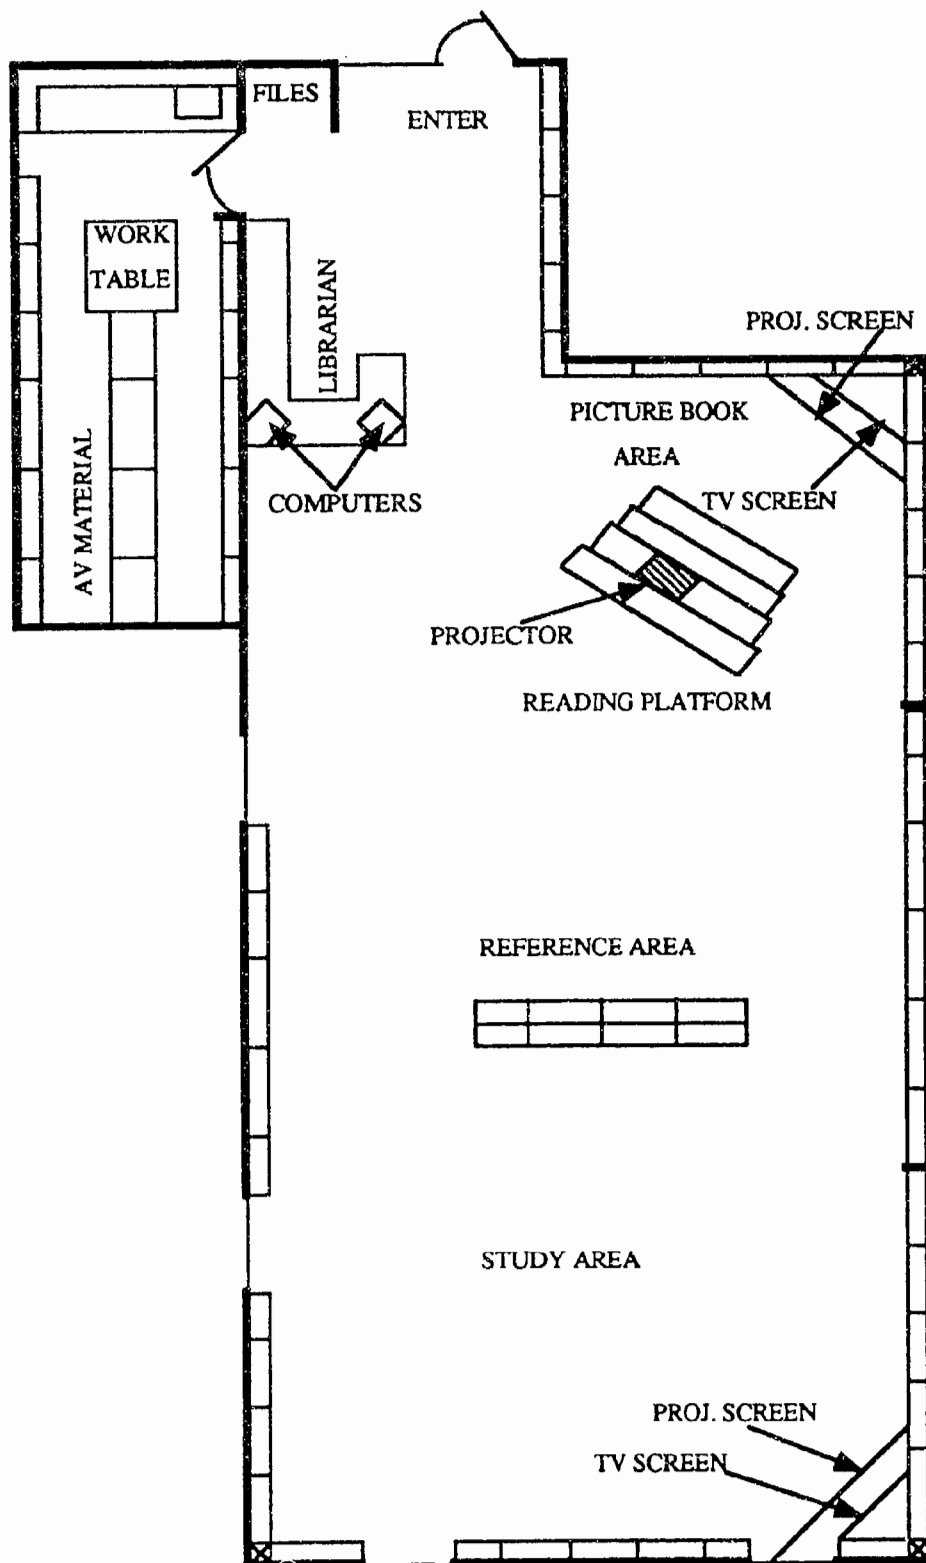 FILES
ENTER
WORK
TABLE
LIBRARIAN
PROJ. SCREEN
PICTURE BOOK
AREA
AV MATERIAL
COMPUTERS
TV SCREEN
PROJECTOR
READING PLATFORM
REFERENCE AREA
STUDY AREA
PROJ. SCREEN
TV SCREEN